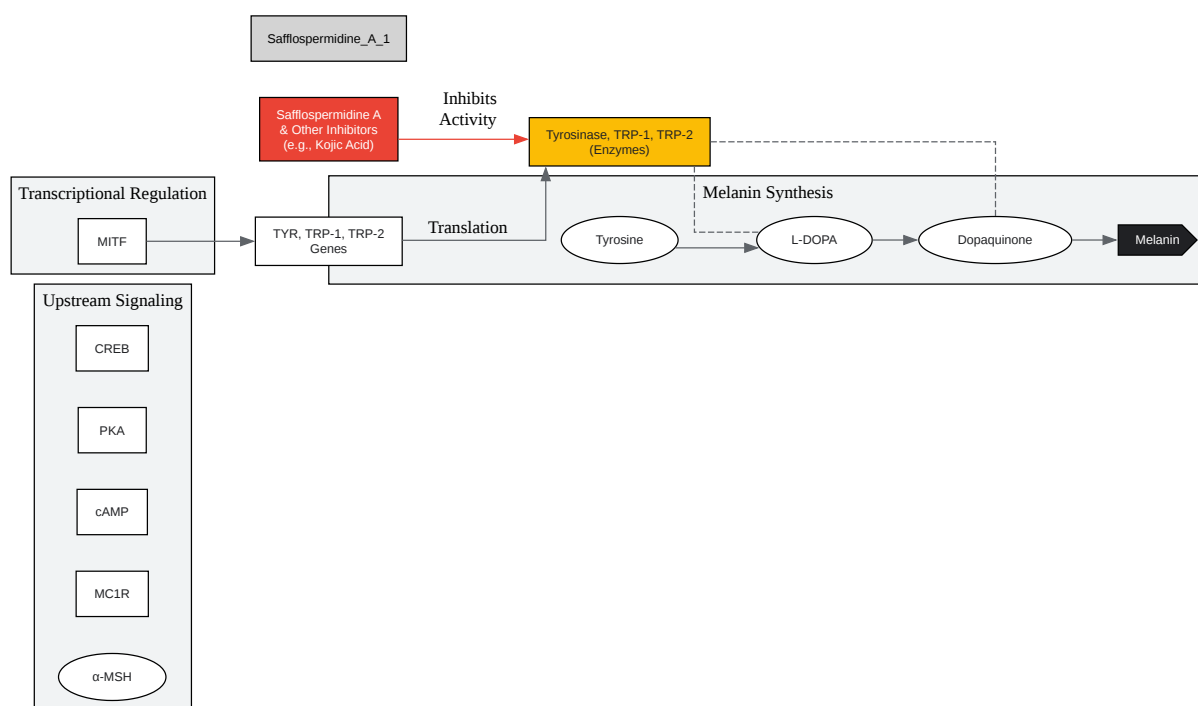 Safflospermidine_A_1
Safflospermidine A
& Other Inhibitors
(e.g., Kojic Acid)
Inhibits
Activity
Tyrosinase, TRP-1, TRP-2
(Enzymes)
Transcriptional Regulation
MITF
TYR, TRP-1, TRP-2
Genes
Translation
Melanin Synthesis
Tyrosine
L-DOPA
Dopaquinone
Melanin
Upstream Signaling
CREB
PKA
cAMP
MC1R
α-MSH